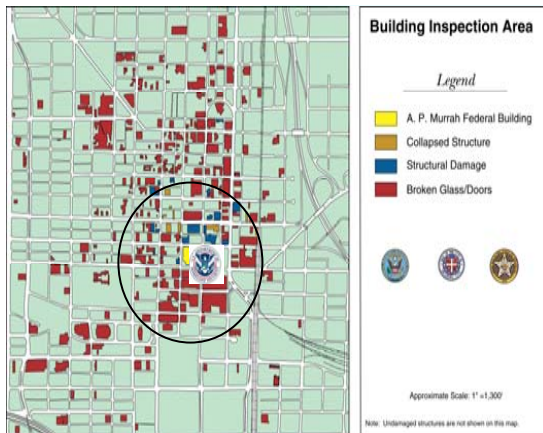 Building Inspection Area
Legend
A. P. Murrah Federal Building
Collapsed Structure
Structural Damage
Broken Glass/Doors
Approximate Scale: 1" =1,300'
Note: Undamaged structures are not shown on this map.